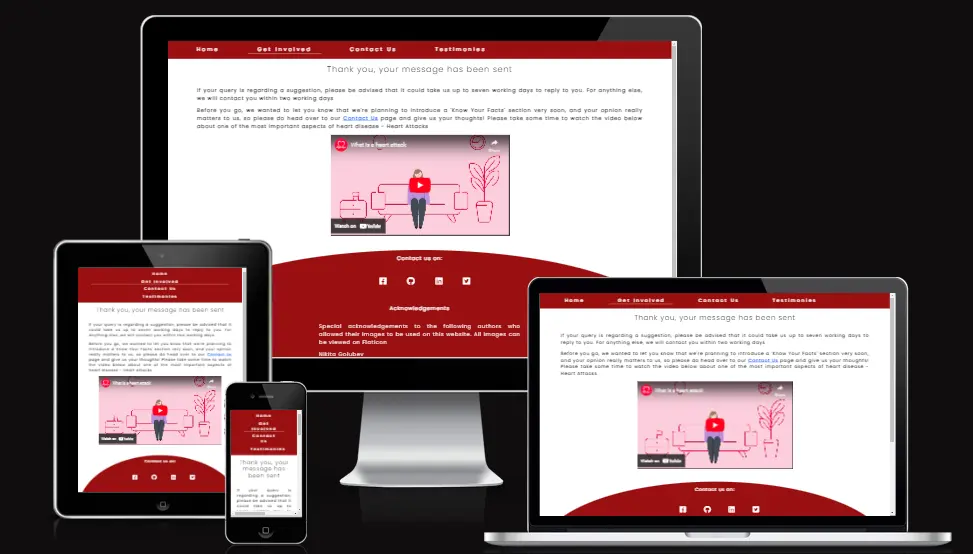 Home Get Involved Contact Us Testimonies
Thank you, your message has been sent
If your query is regarding a suggestion, please be advised that it could take us up to seven working days to reply to you. For anything else,
we will contact you within two working days
Before you go, we wanted to let you know that we're planning to introduce a 'Know Your Facts' section very soon, and your opnion really
matters to us, so please do head over to our Contact Us page and give us your thoughts! Please take some time to watch the video below
about one of the most important aspects of heart disease - Heart Attacks
What is a heart attack
Share
Watch on YouTube
Contact us on:
Acknowledgements
Special acknowledgements to the following authors who
allowed their images to be used on this website. All images can
be viewed on FlatIcon
Nikita Golubev
Home
Get Involved
Contact Us
Testimonies
Thank you, your message has been sent
If your query is regarding a suggestion, please be advised that it
could take us up to seven working days to reply to you. For
anything else, we will contact you within two working days
Before you go, we wanted to let you know that we're planning to
introduce a 'Know Your Facts' section very soon, and your opnion
really matters to us, so please do head over to our Contact Us
page and give us your thoughts! Please take some time to watch
the video below about one of the most important aspects of
heart disease - Heart Attacks
What is a heart attack
Watch on YouTube
Contact us on:
Home
Get
Involved
Contact
Us
Testimonies
Thank you, your
message has
been sent
If your query is
regarding a suggestion,
please be advised that
it could take us up to
Home Get Involved Contact Us Testimonies
Thank you, your message has been sent
If your query is regarding a suggestion, please be advised that it could take us up to seven working days to
reply to you. For anything else, we will contact you within two working days
Before you go, we wanted to let you know that we're planning to introduce a 'Know Your Facts' section very soon,
and your opnion really matters to us, so please do head over to our Contact Us page and give us your thoughts!
Please take some time to watch the video below about one of the most important aspects of heart disease -
Heart Attacks
What is a heart attack
Watch on YouTube
Contact us on: